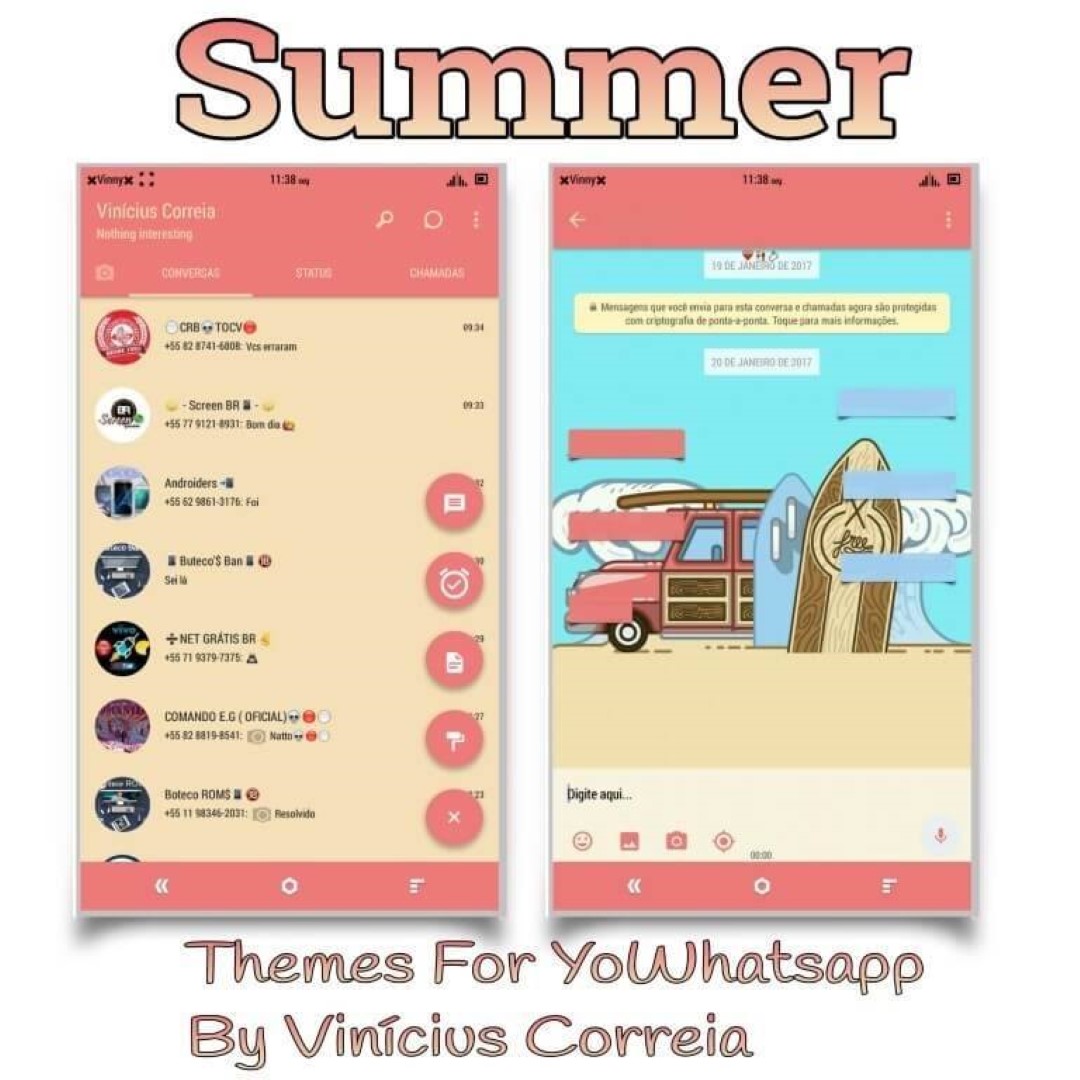 Summer
×Vinny×
11:38
Vinícius Correia
Nothing interesting
CONVERSAS STATUS CHAMADAS
CRB TOCV
09:34
+55 82 8741-6808: Vcs erraram
- Screen BR -
09:33
+55 77 9121-8931: Bom dia
Androiders
+55 62 9861-3176: Foi
Buteco'$ Ban 🔞
Sei lá
NET GRÁTIS BR
+55 71 9379-7375:
COMANDO E.G ( OFICIAL)
+55 82 8819-8541: Natto
Boteco ROM$ 🔞
+55 11 98346-2031: Resolvido
×Vinny×
11:38
19 DE JANEIRO DE 2017
Mensagens que você envia para esta conversa e chamadas agora são protegidas
com criptografia de ponta-a-ponta. Toque para mais informações.
20 DE JANEIRO DE 2017
free
Digite aqui...
00:00
Themes For YoWhatsapp
By Vinícius Correia